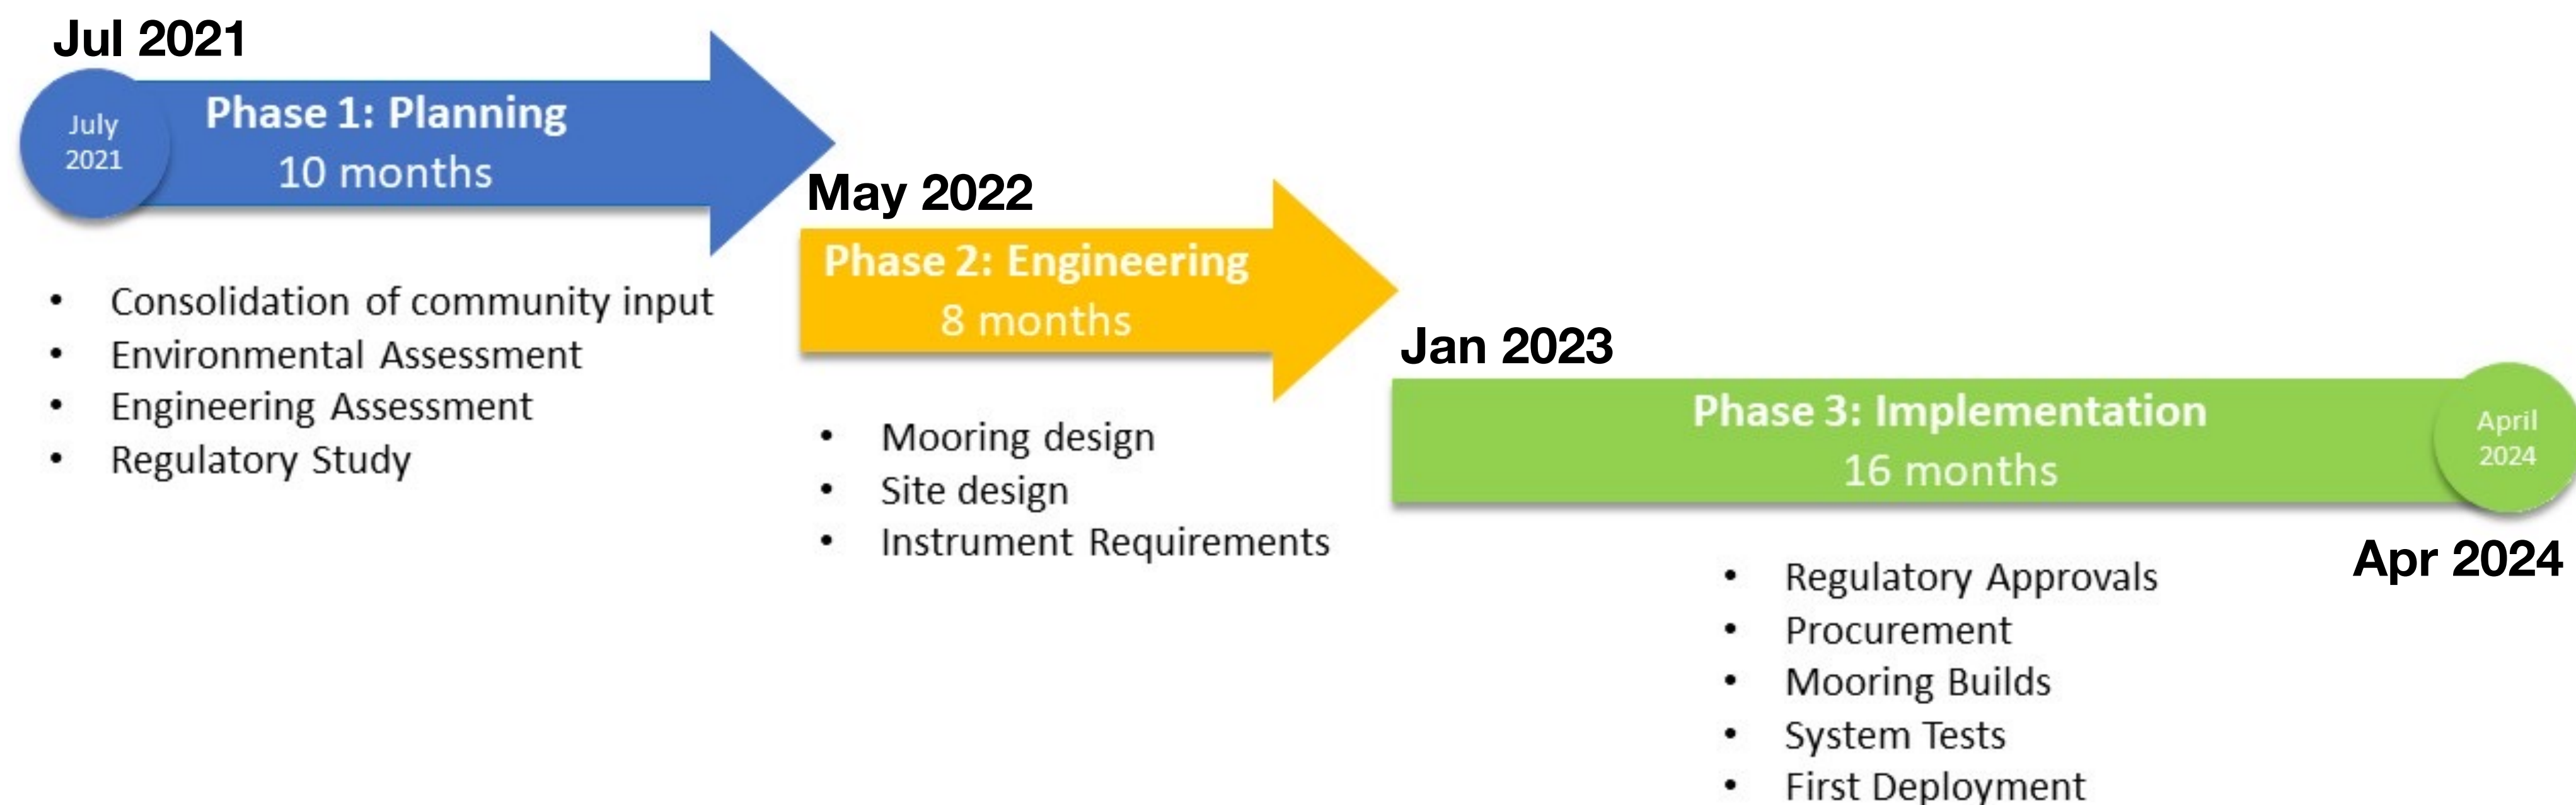 Jul 2021
July
2021
Phase 1: Planning
10 months
• Consolidation of community input
• Environmental Assessment
• Engineering Assessment
• Regulatory Study
May 2022
Phase 2: Engineering
8 months
• Mooring design
• Site design
• Instrument Requirements
Jan 2023
Phase 3: Implementation
16 months
April
2024
Apr 2024
• Regulatory Approvals
• Procurement
• Mooring Builds
• System Tests
• First Deployment